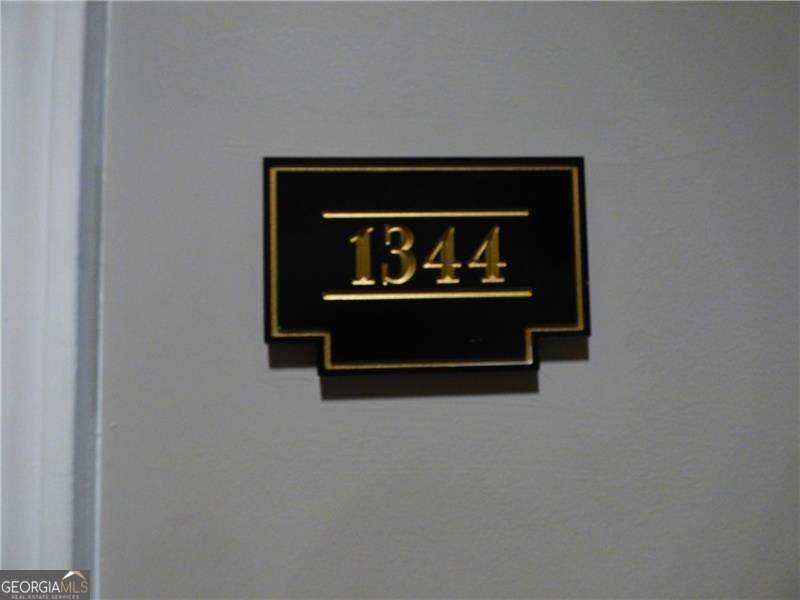 1344
GEORGIAMLS
REAL ESTATE SERVICES